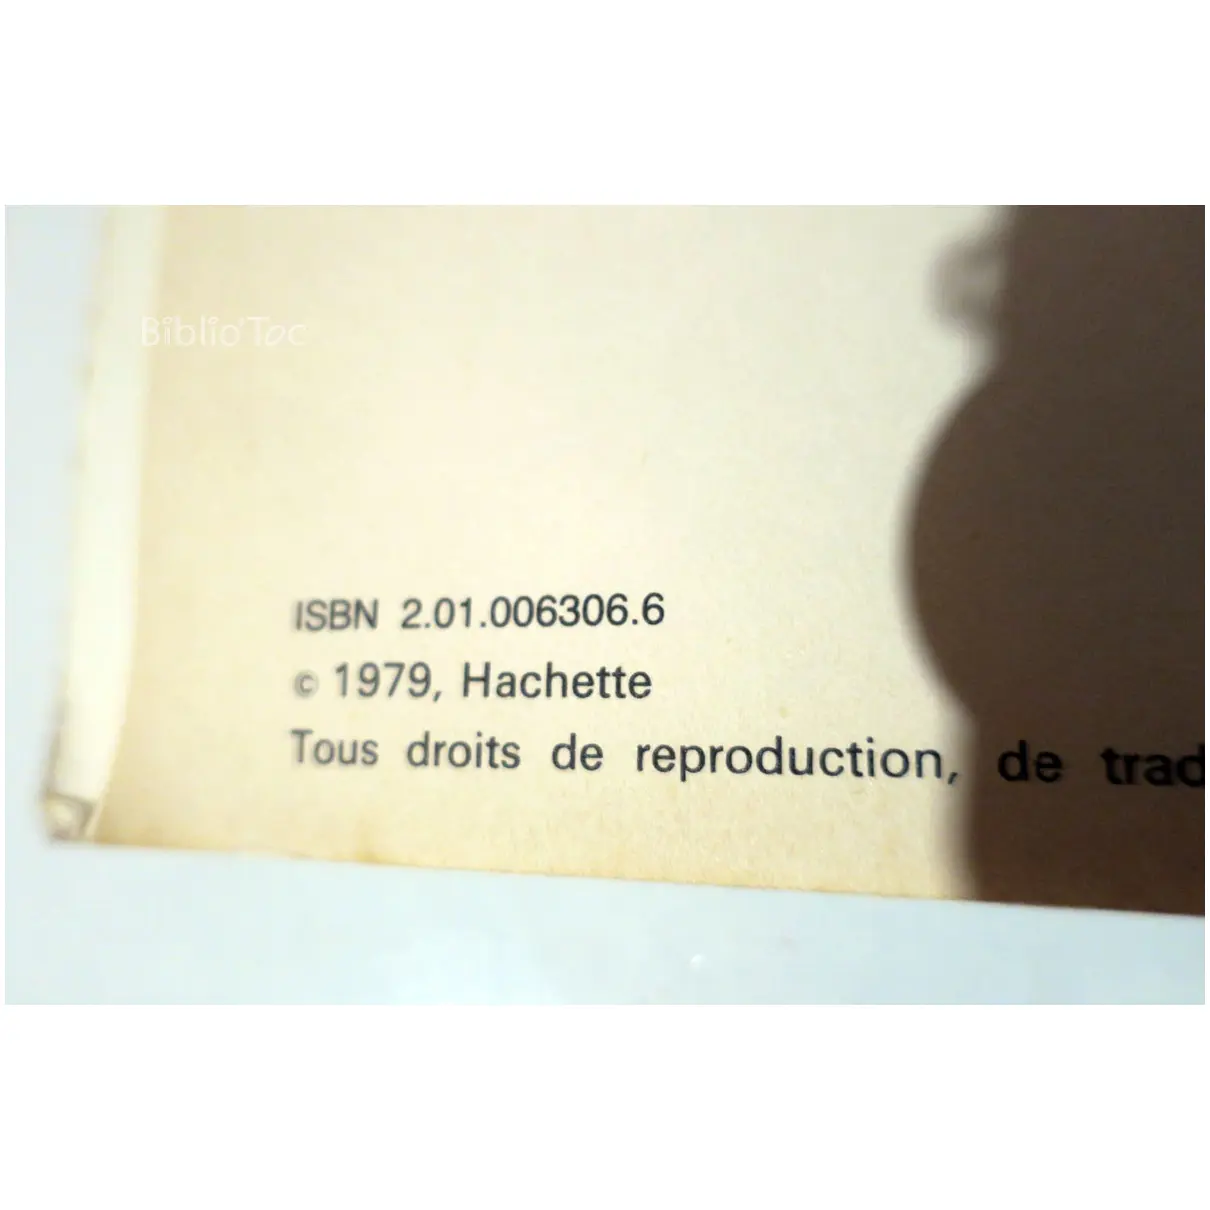 Biblio'Toc
ISBN 2.01.006306.6
© 1979, Hachette
Tous droits de reproduction, de trad